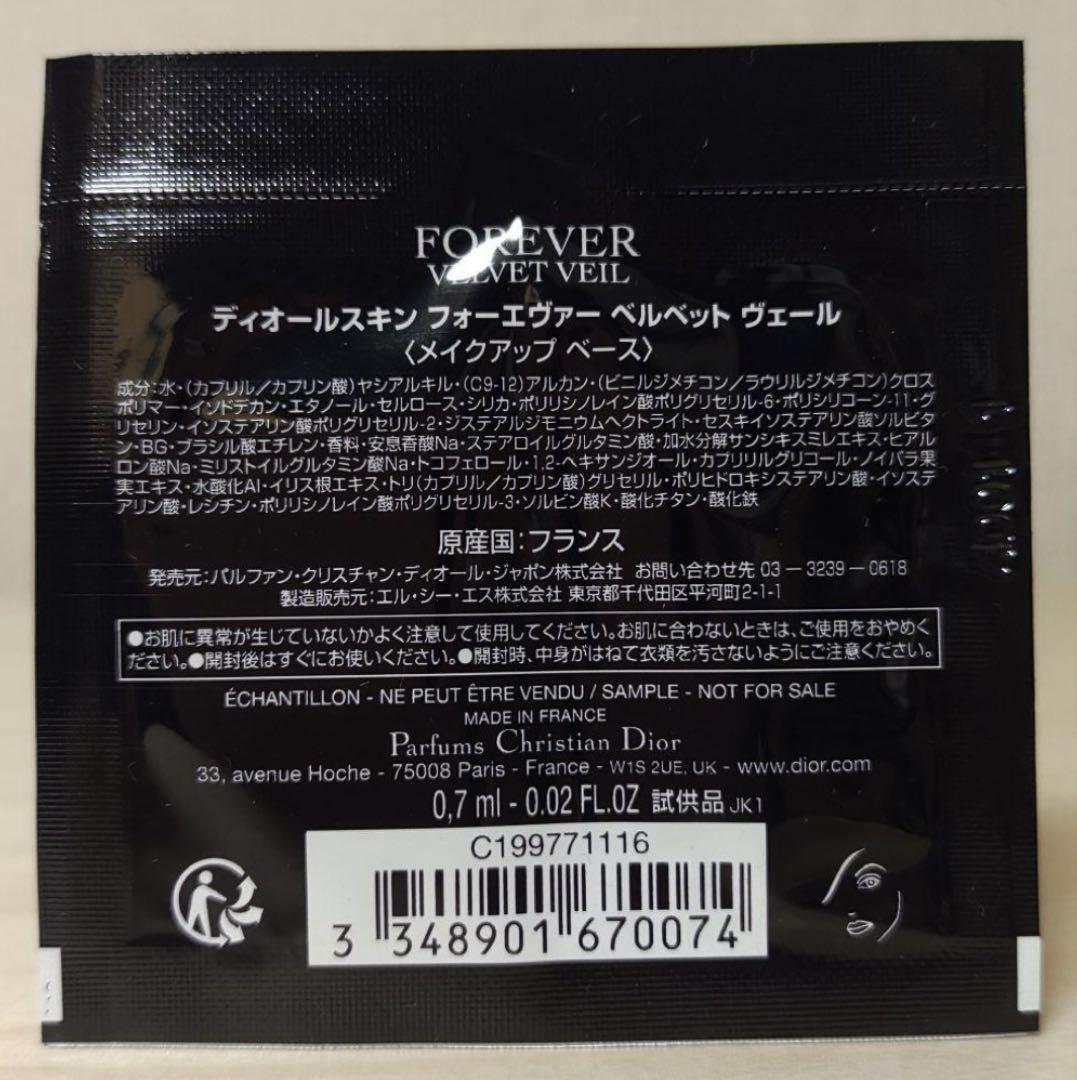 FOREVER
VELVET VEIL
ディオールスキン フォーエヴァー ベルベット ヴェール
〈メイクアップ ベース〉
成分:水・(カプリル/カプリン酸)ヤシアルキル・(C9-12)アルカン・(ビニルジメチコン/ラウリルジメチコン)クロス
ポリマー・イソドデカン・エタノール・セルロース・シリカ・ポリリシノレイン酸ポリグリセリル-6・ポリシリコーン-11・グ
リセリン・イソステアリン酸ポリグリセリル-2・ジステアルジモニウムヘクトライト・セスキイソステアリン酸ソルビタ
ン・BG・ブラシル酸エチレン・香料・安息香酸Na・ステアロイルグルタミン酸・加水分解サンシキスミレエキス・ヒアル
ロン酸Na・ミリストイルグルタミン酸Na・トコフェロール・1,2-ヘキサンジオール・カプリリルグリコール・ノイバラ果
実エキス・水酸化Al・イリス根エキス・トリ(カプリル/カプリン酸)グリセリル・ポリヒドロキシステアリン酸・イソステ
アリン酸・レシチン・ポリリシノレイン酸ポリグリセリル-3・ソルビン酸K・酸化チタン・酸化鉄
原産国:フランス
発売元:パルファン・クリスチャン・ディオール・ジャポン株式会社 お問い合わせ先 03-3239-0618
製造販売元:エル・シー・エス株式会社 東京都千代田区平河町2-1-1
●お肌に異常が生じていないかよく注意して使用してください。お肌に合わないときは、ご使用をおやめく
ださい。●開封後はすぐにお使いください。●開封時、中身がはねて衣類を汚さないようにご注意ください。
ÉCHANTILLON - NE PEUT ÊTRE VENDU / SAMPLE - NOT FOR SALE
MADE IN FRANCE
Parfums Christian Dior
33, avenue Hoche - 75008 Paris - France - W1S 2UE, UK - www.dior.com
0,7 ml - 0.02 FL.OZ 試供品 JK1
C199771116
3 348901 670074